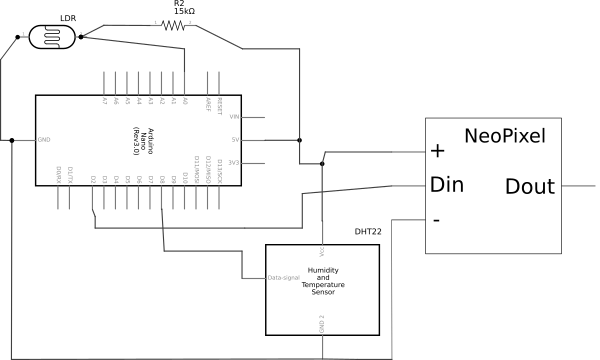 R2
15kΩ
LDR
A7
A6
A5
A4
A3
A2
A1
A0
AREF
RESET
VIN
Arduino
Nano
(Rev3.0)
GND
5V
3V3
D0/RX
D1/TX
D2
D3
D4
D5
D6
D7
D8
D9
D10
D11/MOSI
D12/MISO
D13/SCK
NeoPixel
+
Din
Dout
-
DHT22
Vcc
Humidity
and
Temperature
Sensor
Data-signal
GND 2